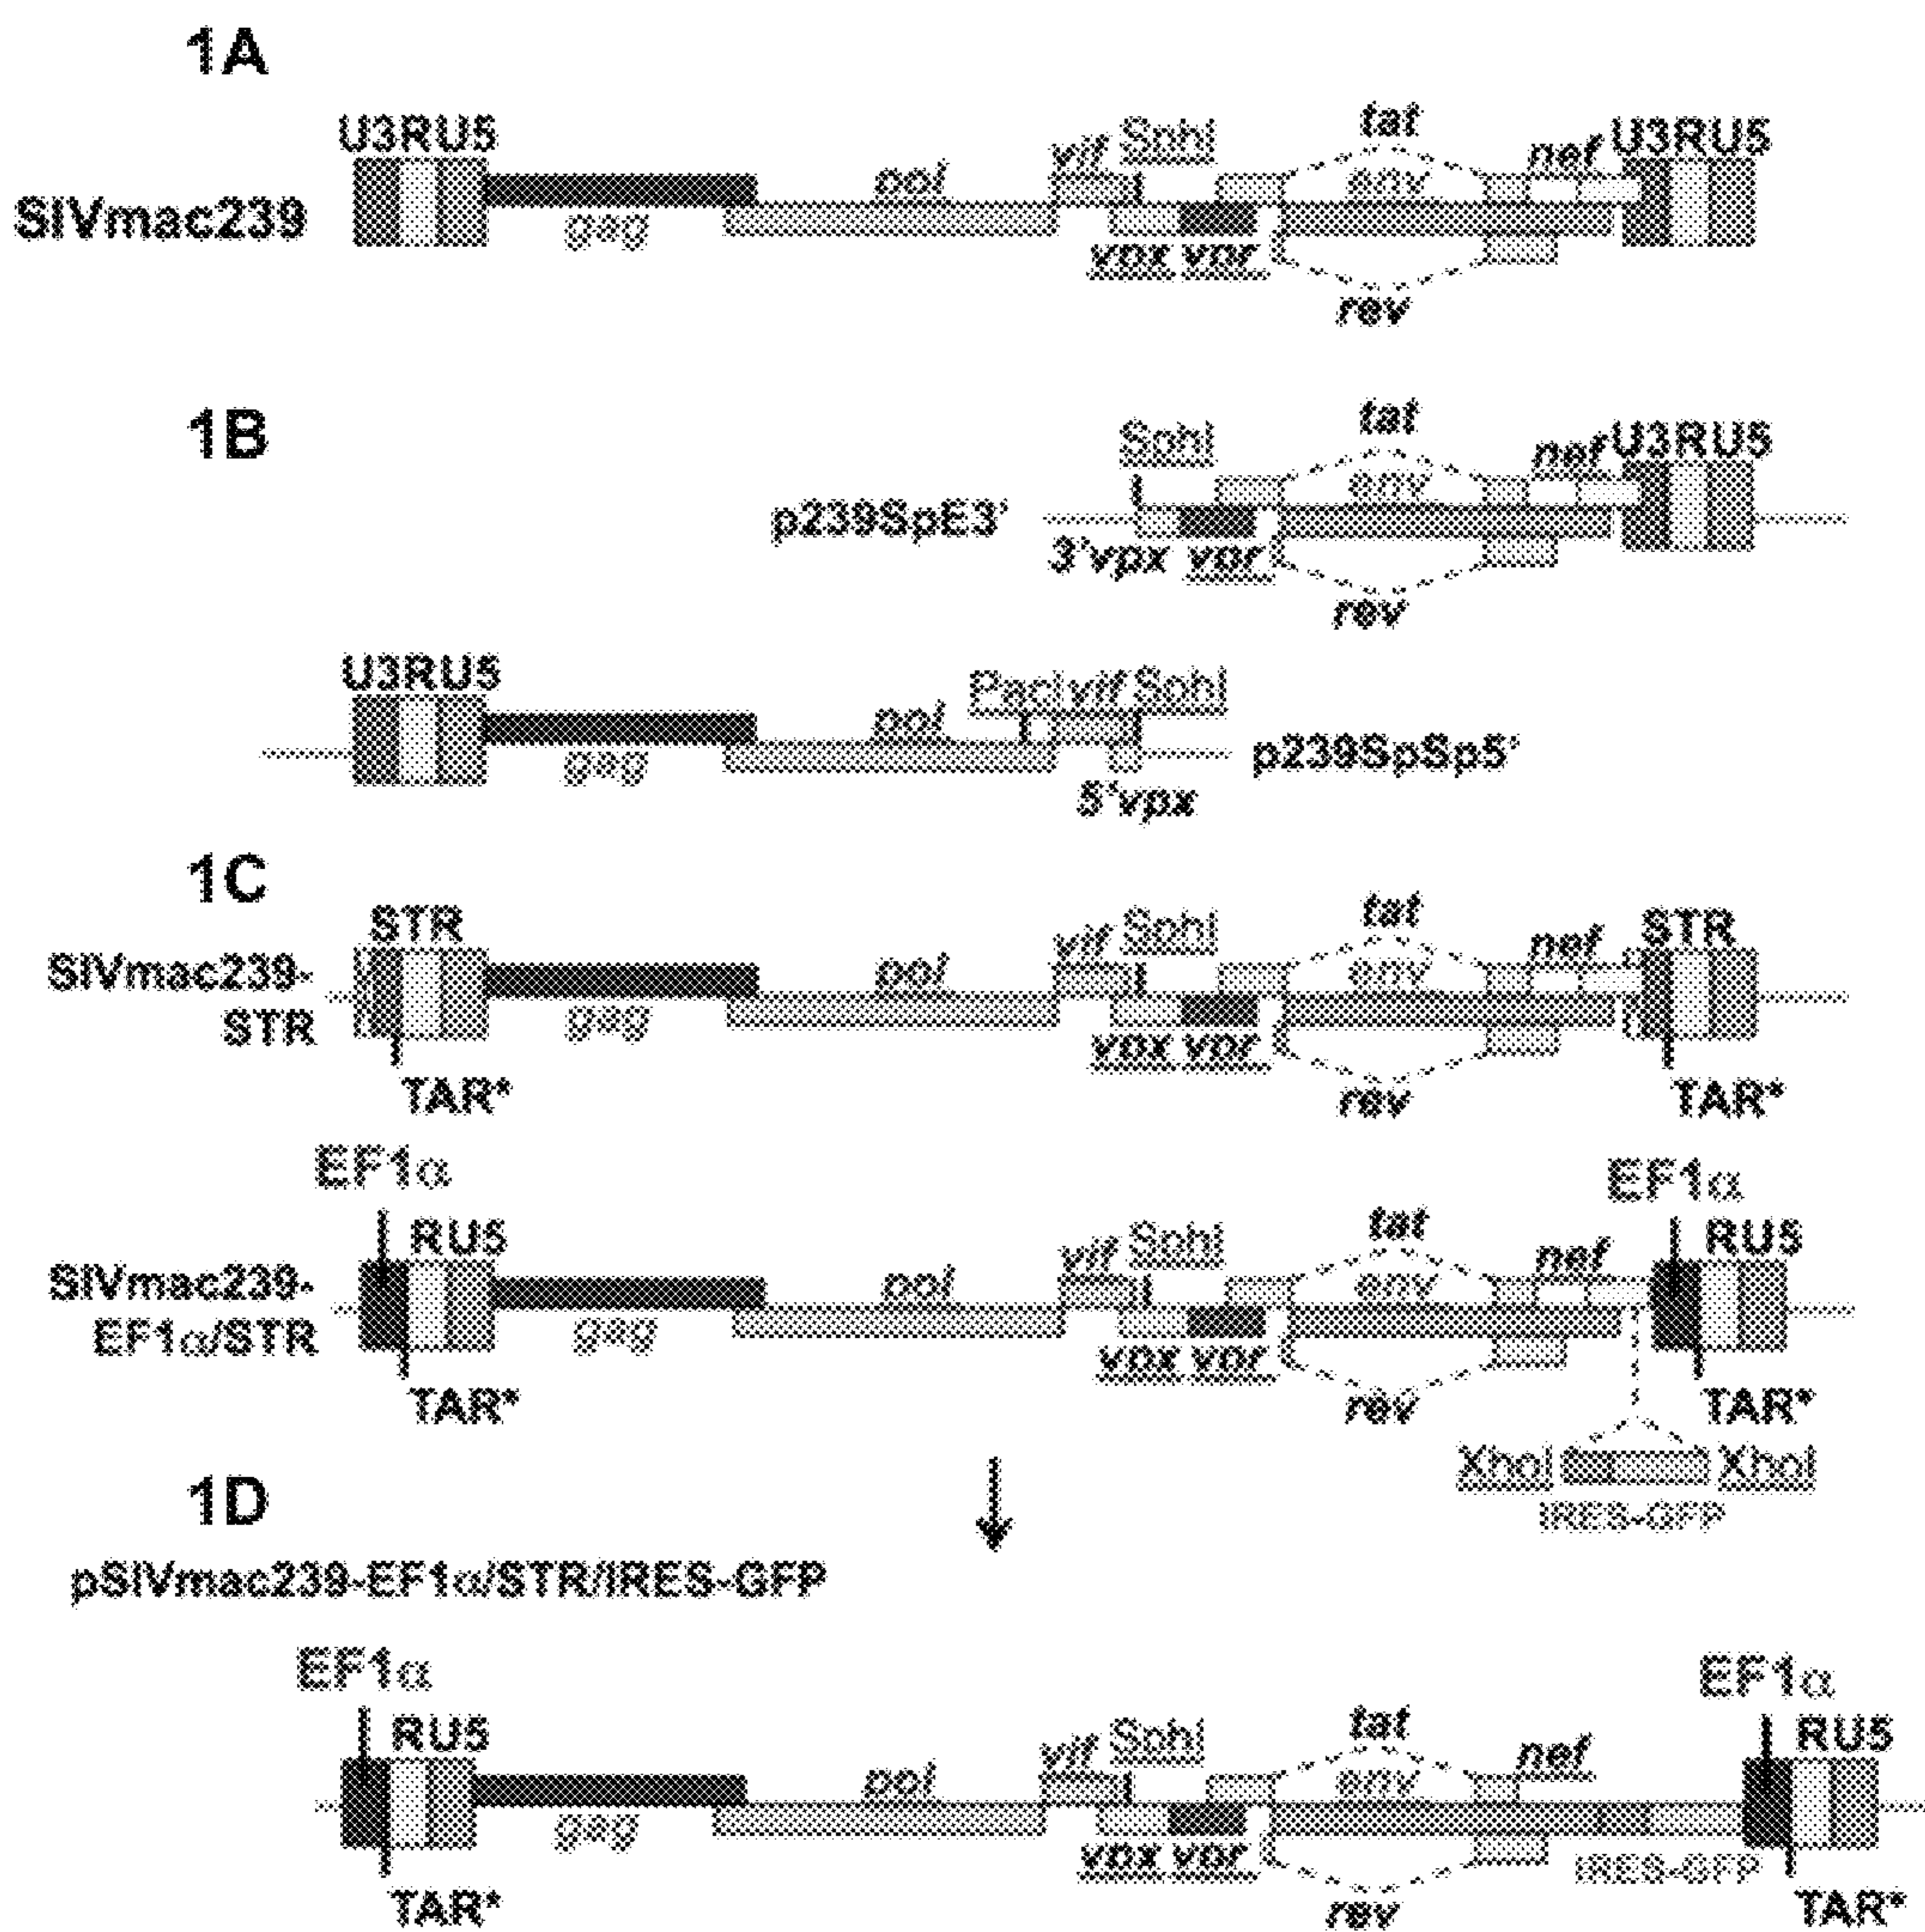 1A
U3RU5
SIVmac239
gag
pol
vif
SphI
vpx vpr
tat
env
rev
nef
U3RU5
1B
p239SpE3'
SphI
3'vpx vpr
tat
env
rev
nef
U3RU5
U3RU5
gag
pol
PacI vif SphI
5'vpx
p239SpSp5'
1C
SIVmac239-
STR
STR
TAR*
gag
pol
vif
SphI
vpx vpr
tat
env
rev
nef
STR
TAR*
SIVmac239-
EF1α/STR
EF1α
RU5
TAR*
gag
pol
vif
SphI
vpx vpr
tat
env
rev
nef
EF1α
RU5
TAR*
XhoI
XhoI
IRES-GFP
1D
pSIVmac239-EF1α/STR/IRES-GFP
EF1α
RU5
TAR*
gag
pol
vif
SphI
vpx vpr
tat
env
rev
nef
IRES-GFP
EF1α
RU5
TAR*